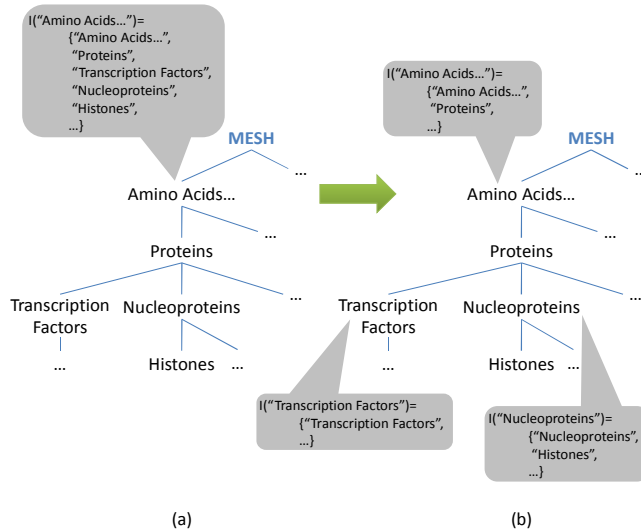 I(“Amino Acids…”)=
{“Amino Acids…”,
“Proteins”,
“Transcription Factors”,
“Nucleoproteins”,
“Histones”,
…}
MESH
…
Amino Acids…
…
Proteins
…
Transcription
Factors
Nucleoproteins
…
Histones
…
(a)
I(“Amino Acids…”)=
{“Amino Acids…”,
“Proteins”,
…}
MESH
…
Amino Acids…
…
Proteins
…
Transcription
Factors
Nucleoproteins
…
Histones
…
I(“Transcription Factors”)=
{“Transcription Factors”,
…}
I(“Nucleoproteins”)=
{“Nucleoproteins”,
“Histones”,
…}
(b)